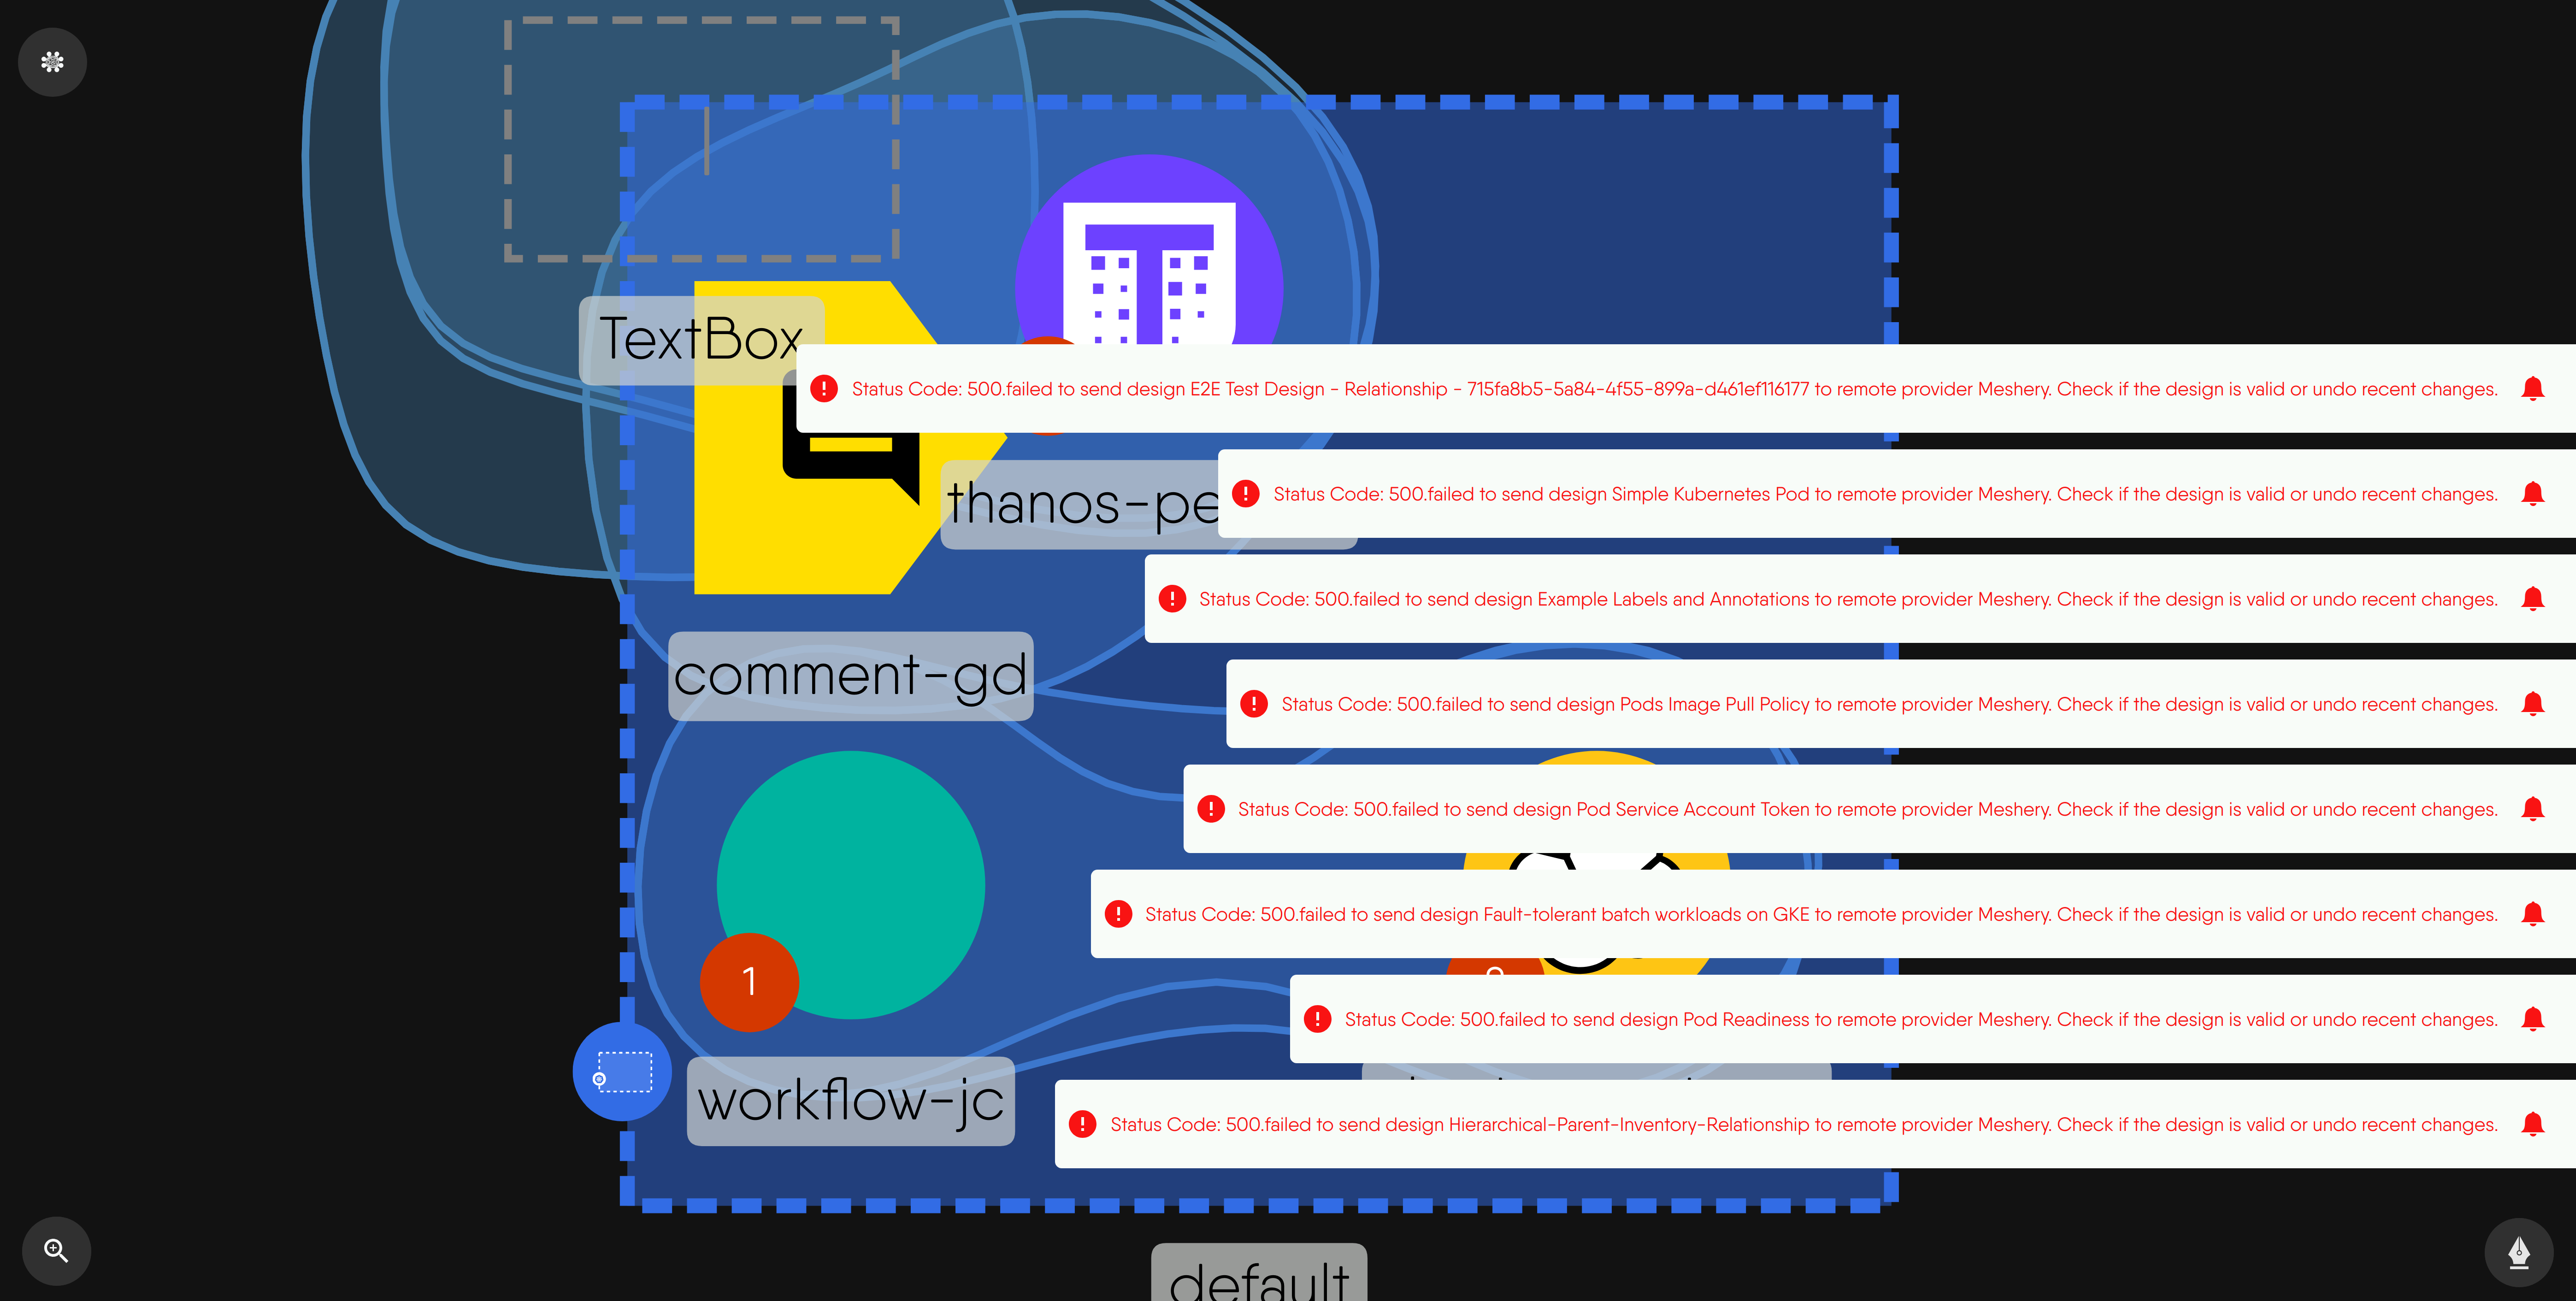 TextBox
Status Code: 500.failed to send design E2E Test Design - Relationship - 715fa8b5-5a84-4f55-899a-d461ef116177 to remote provider Meshery. Check if the design is valid or undo recent changes.
thanos-pe
Status Code: 500.failed to send design Simple Kubernetes Pod to remote provider Meshery. Check if the design is valid or undo recent changes.
Status Code: 500.failed to send design Example Labels and Annotations to remote provider Meshery. Check if the design is valid or undo recent changes.
comment-gd
Status Code: 500.failed to send design Pods Image Pull Policy to remote provider Meshery. Check if the design is valid or undo recent changes.
Status Code: 500.failed to send design Pod Service Account Token to remote provider Meshery. Check if the design is valid or undo recent changes.
Status Code: 500.failed to send design Fault-tolerant batch workloads on GKE to remote provider Meshery. Check if the design is valid or undo recent changes.
1
Status Code: 500.failed to send design Pod Readiness to remote provider Meshery. Check if the design is valid or undo recent changes.
workflow-jc
Status Code: 500.failed to send design Hierarchical-Parent-Inventory-Relationship to remote provider Meshery. Check if the design is valid or undo recent changes.
default